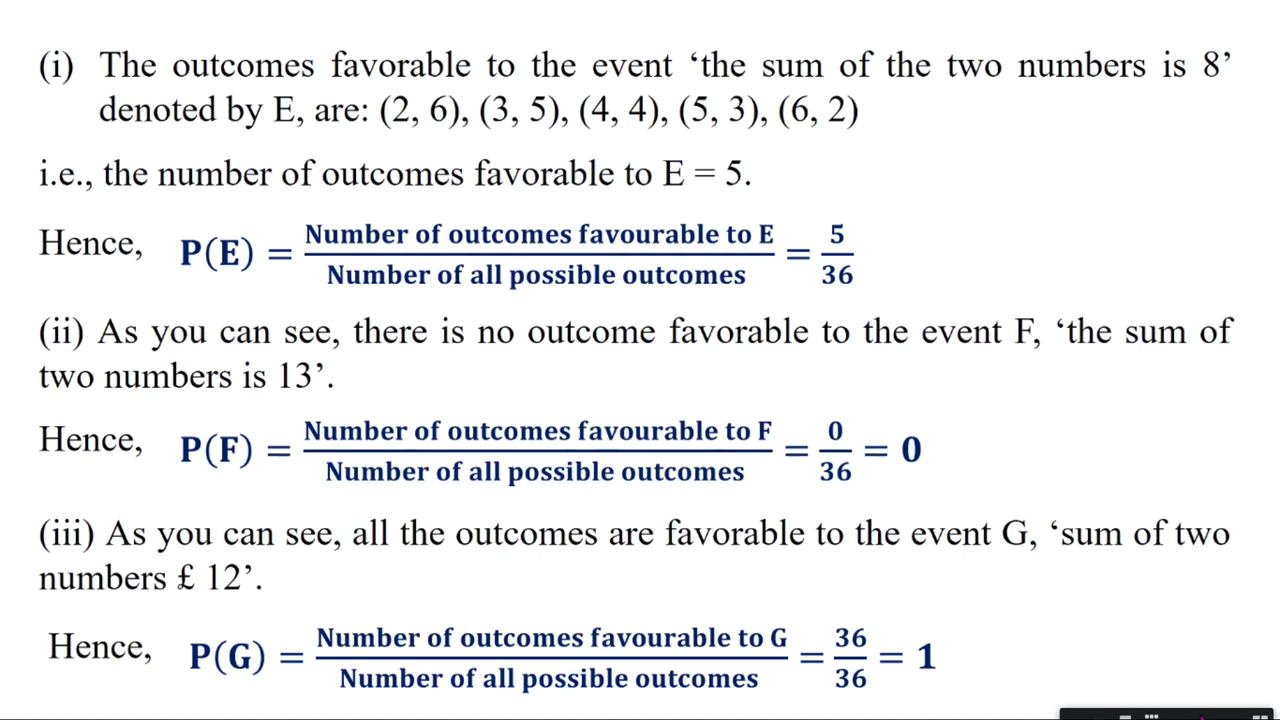 (i) The outcomes favorable to the event ‘the sum of the two numbers is 8’
denoted by E, are: (2, 6), (3, 5), (4, 4), (5, 3), (6, 2)
i.e., the number of outcomes favorable to E = 5.
Hence, P(E) = Number of outcomes favourable to E / Number of all possible outcomes = 5/36
(ii) As you can see, there is no outcome favorable to the event F, ‘the sum of
two numbers is 13’.
Hence, P(F) = Number of outcomes favourable to F / Number of all possible outcomes = 0/36 = 0
(iii) As you can see, all the outcomes are favorable to the event G, ‘sum of two
numbers £ 12’.
Hence, P(G) = Number of outcomes favourable to G / Number of all possible outcomes = 36/36 = 1